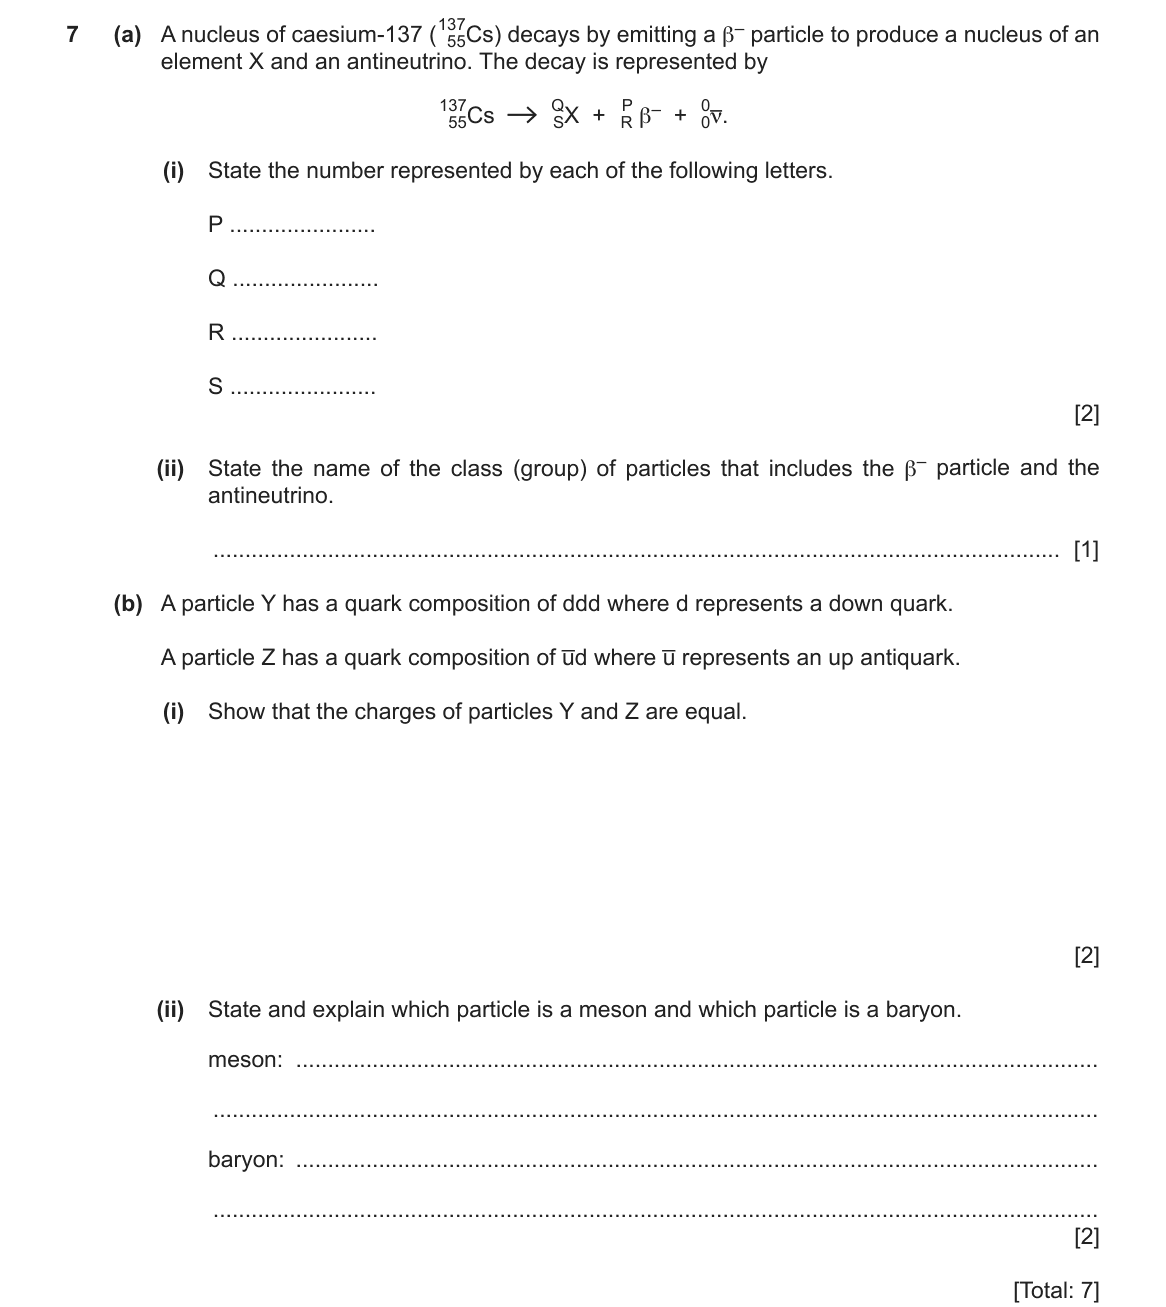 7 (a) A nucleus of caesium-137 (¹³⁷₅₅Cs) decays by emitting a β⁻ particle to produce a nucleus of an
element X and an antineutrino. The decay is represented by
¹³⁷₅₅Cs → ^Q_S X + ^P_R β⁻ + ⁰₀ν̅.
(i) State the number represented by each of the following letters.
P .......................
Q .......................
R .......................
S .......................
[2]
(ii) State the name of the class (group) of particles that includes the β⁻ particle and the
antineutrino.
....................................................................................................................................... [1]
(b) A particle Y has a quark composition of ddd where d represents a down quark.
A particle Z has a quark composition of u̅d where u̅ represents an up antiquark.
(i) Show that the charges of particles Y and Z are equal.
[2]
(ii) State and explain which particle is a meson and which particle is a baryon.
meson: ...............................................................................................................................
.............................................................................................................................................
baryon: ...............................................................................................................................
.............................................................................................................................................
[2]
[Total: 7]